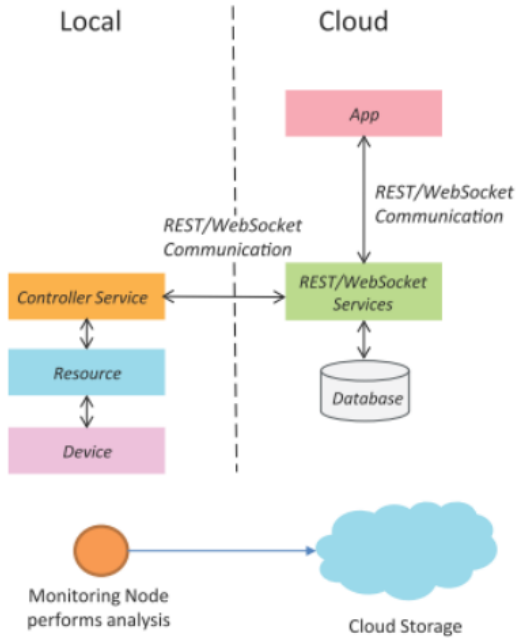 Local
Cloud
App
REST/WebSocket
Communication
REST/WebSocket
Communication
Controller Service
REST/WebSocket
Services
Resource
Database
Device
Monitoring Node
performs analysis
Cloud Storage